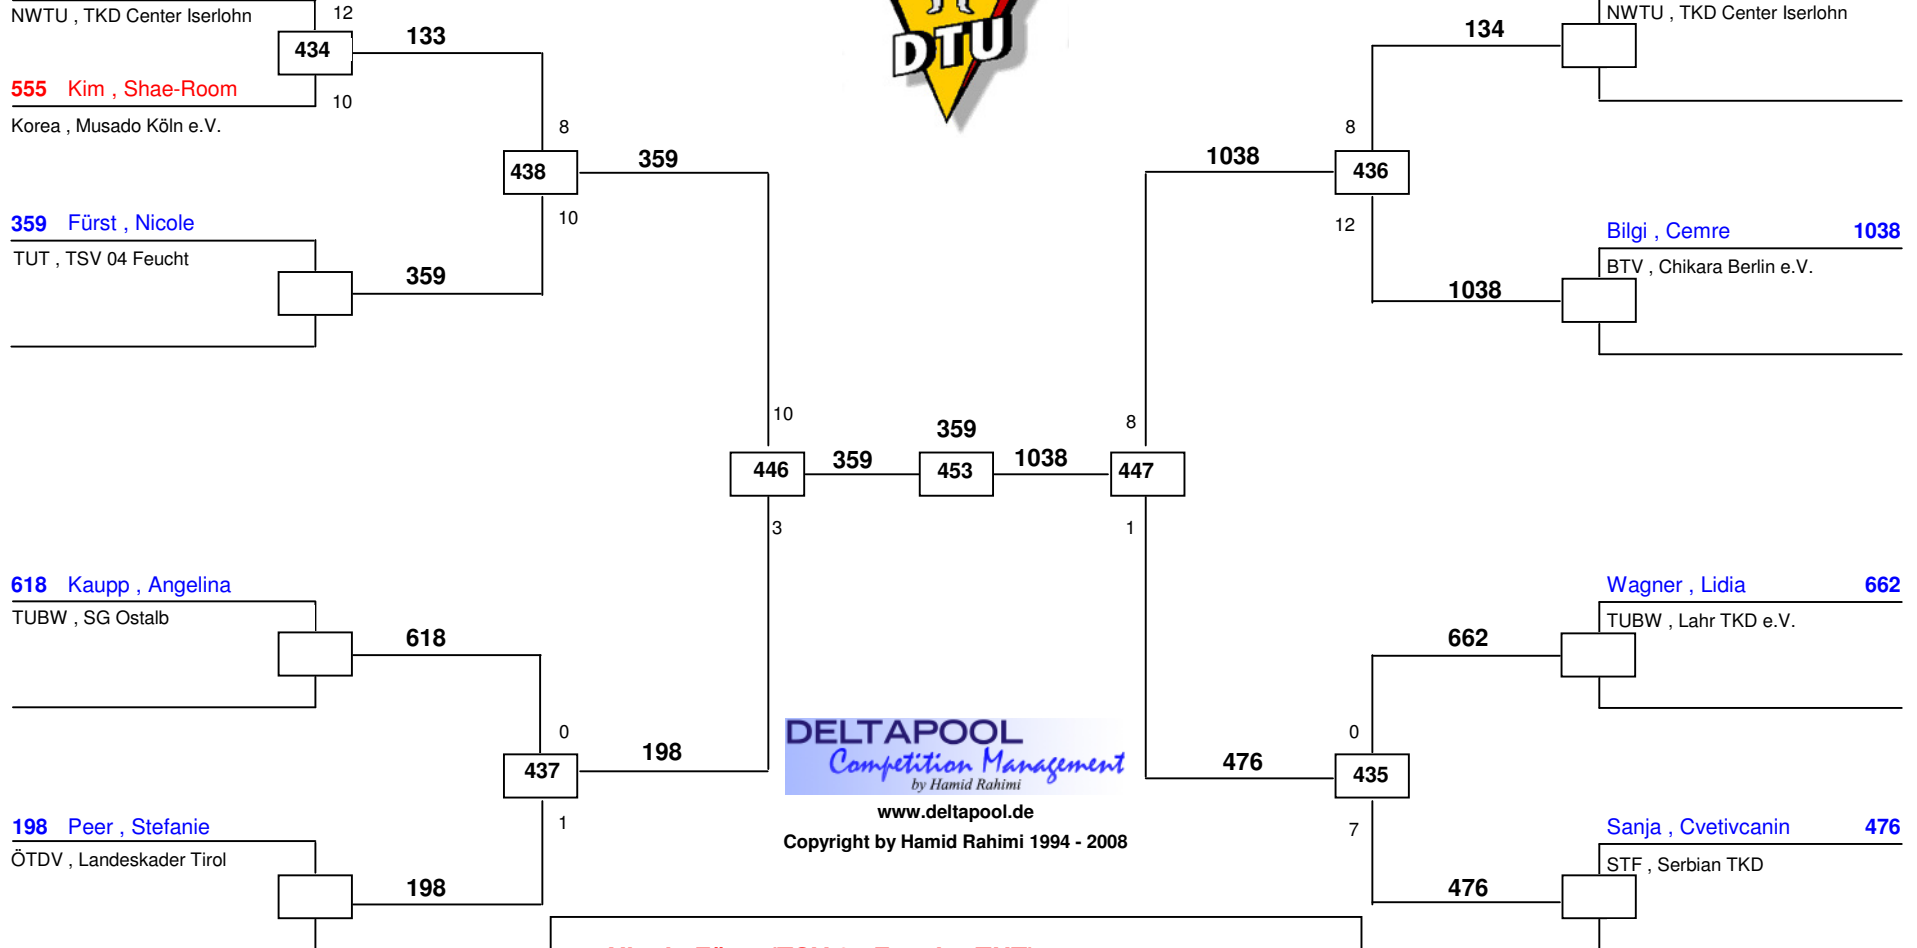 NWTU , TKD Center Iserlohn
12
434
133
555 Kim , Shae-Room
10
Korea , Musado Köln e.V.
8
438
359
10
359 Fürst , Nicole
TUT , TSV 04 Feucht
359
DTU
134
NWTU , TKD Center Iserlohn
8
1038
436
12
Bilgi , Cemre 1038
BTV , Chikara Berlin e.V.
1038
10
446
3
359
359
453
1038
8
447
1
618 Kaupp , Angelina
TUBW , SG Ostalb
618
0
437
198
1
198 Peer , Stefanie
ÖTDV , Landeskader Tirol
198
DELTAPOOL
Competition Management
by Hamid Rahimi
www.deltapool.de
Copyright by Hamid Rahimi 1994 - 2008
Wagner , Lidia 662
TUBW , Lahr TKD e.V.
662
0
476
435
7
Sanja , Cvetivcanin 476
STF , Serbian TKD
476